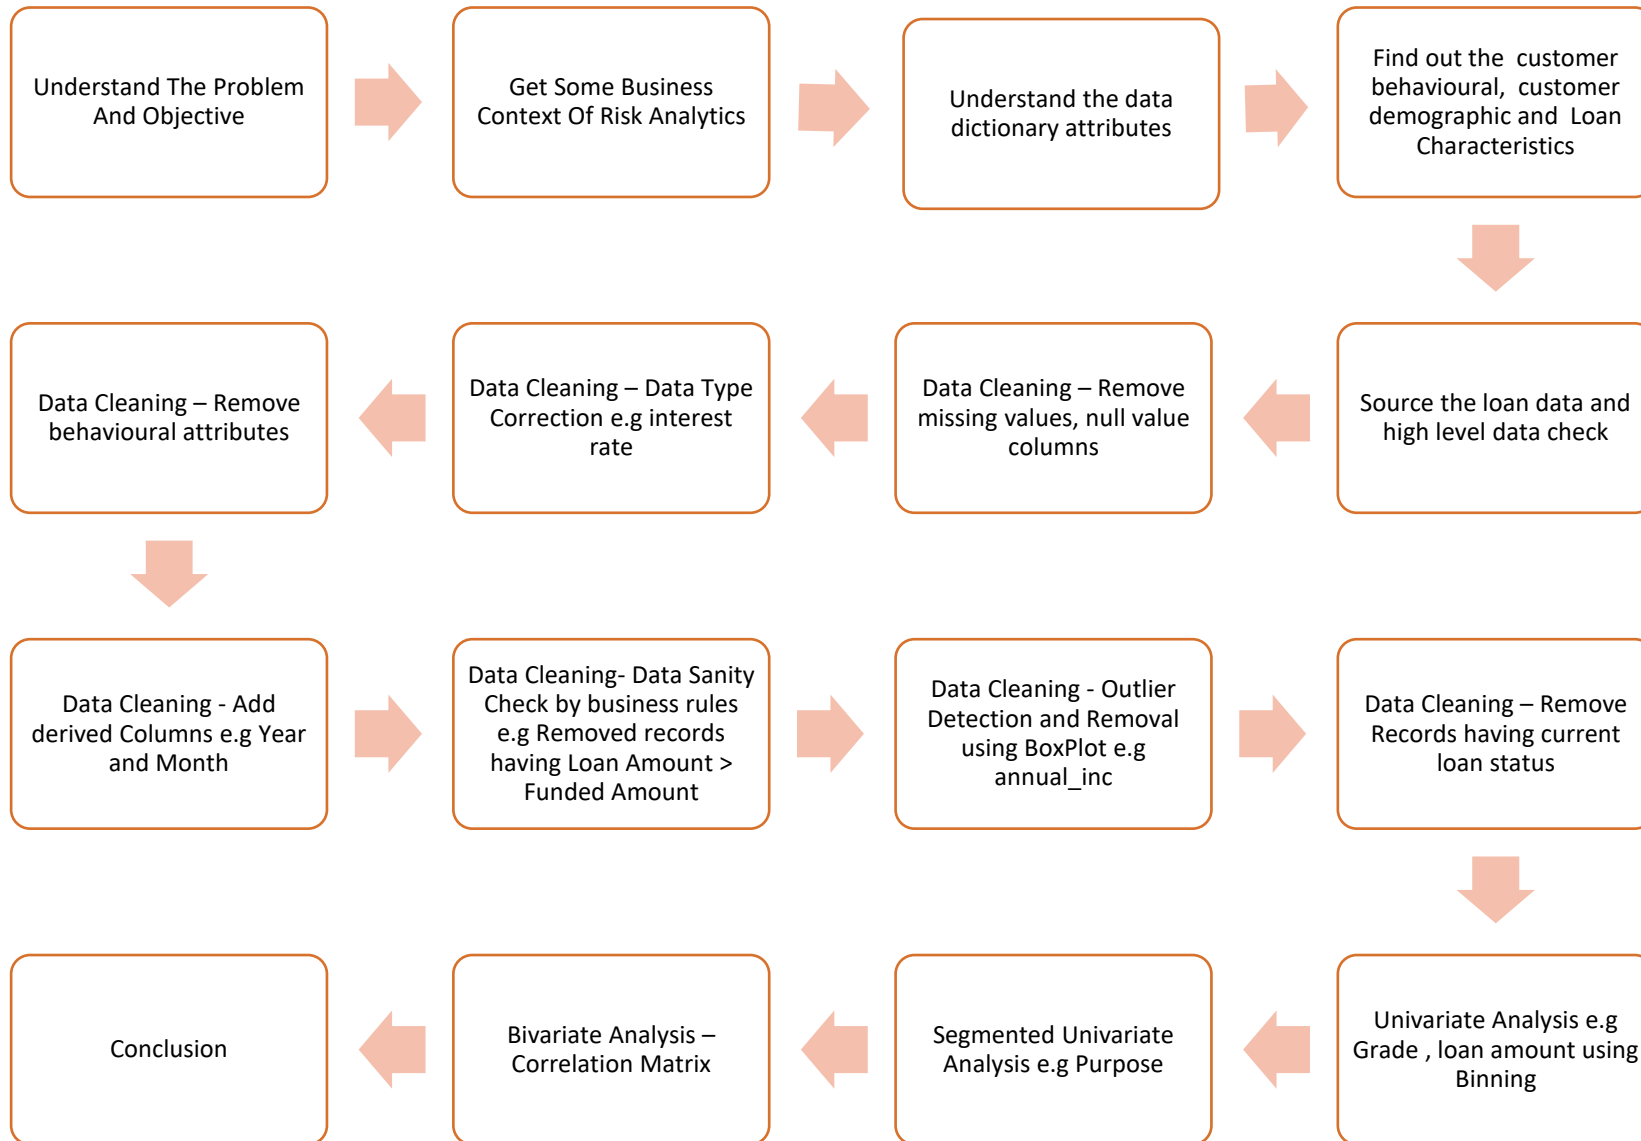 Understand The Problem
And Objective
Get Some Business
Context Of Risk Analytics
Understand the data
dictionary attributes
Find out the  customer
behavioural,  customer
demographic and  Loan
Characteristics
Source the loan data and
high level data check
Data Cleaning – Remove
missing values, null value
columns
Data Cleaning – Data Type
Correction e.g interest
rate
Data Cleaning – Remove
behavioural attributes
Data Cleaning - Add
derived Columns e.g Year
and Month
Data Cleaning- Data Sanity
Check by business rules
e.g Removed records
having Loan Amount >
Funded Amount
Data Cleaning - Outlier
Detection and Removal
using BoxPlot e.g
annual_inc
Data Cleaning – Remove
Records having current
loan status
Univariate Analysis e.g
Grade , loan amount using
Binning
Segmented Univariate
Analysis e.g Purpose
Bivariate Analysis –
Correlation Matrix
Conclusion